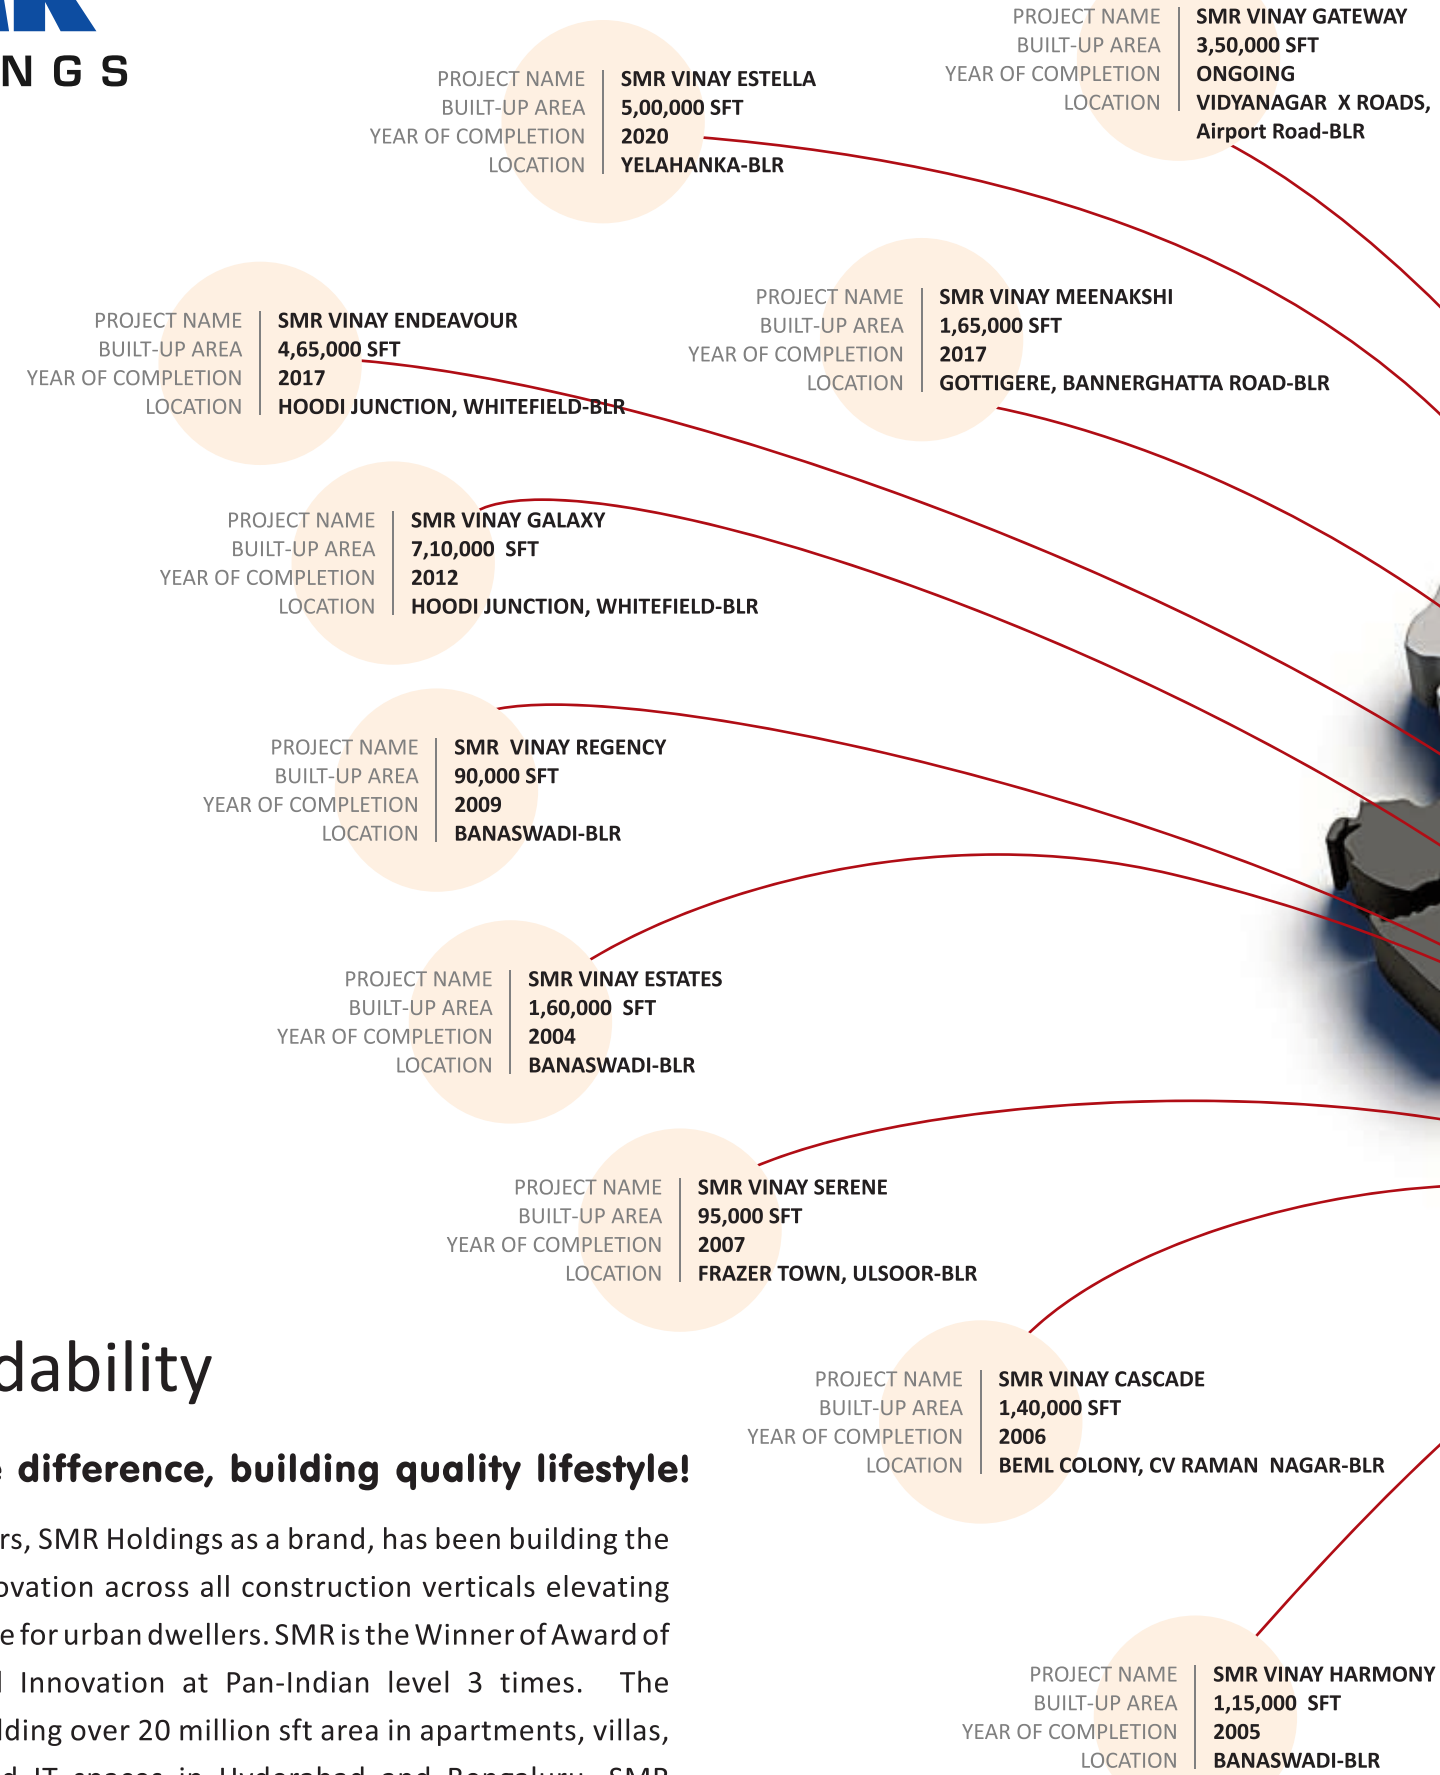 NGS
PROJECT NAME SMR VINAY GATEWAY
BUILT-UP AREA 3,50,000 SFT
YEAR OF COMPLETION ONGOING
LOCATION VIDYANAGAR X ROADS,
Airport Road-BLR
PROJECT NAME SMR VINAY ESTELLA
BUILT-UP AREA 5,00,000 SFT
YEAR OF COMPLETION 2020
LOCATION YELAHANKA-BLR
PROJECT NAME SMR VINAY MEENAKSHI
BUILT-UP AREA 1,65,000 SFT
YEAR OF COMPLETION 2017
LOCATION GOTTIGERE, BANNERGHATTA ROAD-BLR
PROJECT NAME SMR VINAY ENDEAVOUR
BUILT-UP AREA 4,65,000 SFT
YEAR OF COMPLETION 2017
LOCATION HOODI JUNCTION, WHITEFIELD-BLR
PROJECT NAME SMR VINAY GALAXY
BUILT-UP AREA 7,10,000 SFT
YEAR OF COMPLETION 2012
LOCATION HOODI JUNCTION, WHITEFIELD-BLR
PROJECT NAME SMR VINAY REGENCY
BUILT-UP AREA 90,000 SFT
YEAR OF COMPLETION 2009
LOCATION BANASWADI-BLR
PROJECT NAME SMR VINAY ESTATES
BUILT-UP AREA 1,60,000 SFT
YEAR OF COMPLETION 2004
LOCATION BANASWADI-BLR
PROJECT NAME SMR VINAY SERENE
BUILT-UP AREA 95,000 SFT
YEAR OF COMPLETION 2007
LOCATION FRAZER TOWN, ULSOOR-BLR
PROJECT NAME SMR VINAY CASCADE
BUILT-UP AREA 1,40,000 SFT
YEAR OF COMPLETION 2006
LOCATION BEML COLONY, CV RAMAN NAGAR-BLR
PROJECT NAME SMR VINAY HARMONY
BUILT-UP AREA 1,15,000 SFT
YEAR OF COMPLETION 2005
LOCATION BANASWADI-BLR
dability
e difference, building quality lifestyle!
rs, SMR Holdings as a brand, has been building the
ovation across all construction verticals elevating
e for urban dwellers. SMR is the Winner of Award of
l Innovation at Pan-Indian level 3 times. The
lding over 20 million sft area in apartments, villas,
d IT spaces in Hyderabad and Bengaluru. SMR